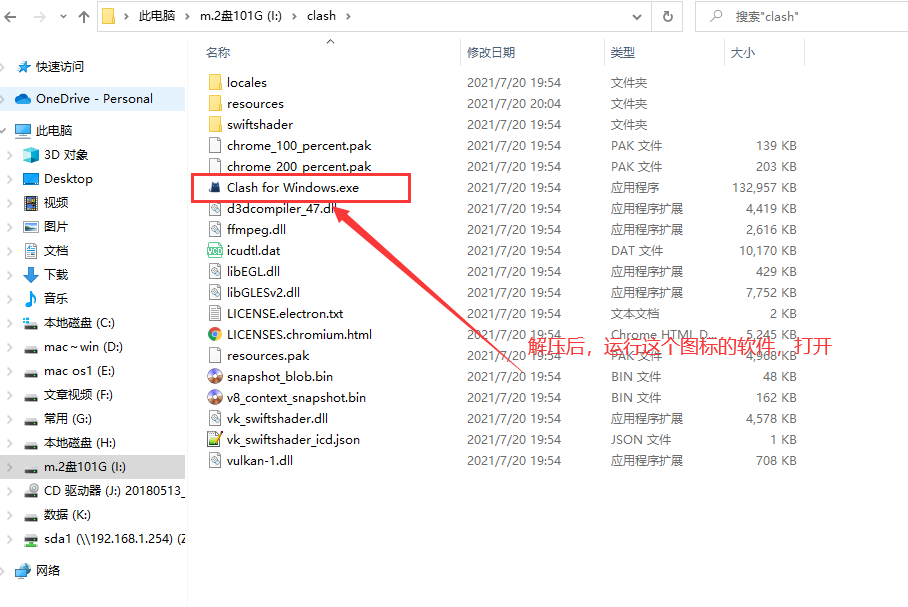 此电脑 › m.2盘101G (I:) › clash ›
搜索"clash"
名称 修改日期 类型 大小
快速访问
OneDrive - Personal
此电脑
3D 对象
Desktop
视频
图片
文档
下载
音乐
本地磁盘 (C:)
mac~win (D:)
mac os1 (E:)
文章视频 (F:)
常用 (G:)
本地磁盘 (H:)
m.2盘101G (I:)
CD 驱动器 (J:) 20180513_
数据 (K:)
sda1 (\\192.168.1.254) (Z
网络
locales 2021/7/20 19:54 文件夹
resources 2021/7/20 20:04 文件夹
swiftshader 2021/7/20 19:54 文件夹
chrome_100_percent.pak 2021/7/20 19:54 PAK 文件 139 KB
chrome_200_percent.pak 2021/7/20 19:54 PAK 文件 203 KB
Clash for Windows.exe 2021/7/20 19:54 应用程序 132,957 KB
d3dcompiler_47.dll 2021/7/20 19:54 应用程序扩展 4,419 KB
ffmpeg.dll 2021/7/20 19:54 应用程序扩展 2,616 KB
icudtl.dat 2021/7/20 19:54 DAT 文件 10,170 KB
libEGL.dll 2021/7/20 19:54 应用程序扩展 429 KB
libGLESv2.dll 2021/7/20 19:54 应用程序扩展 7,752 KB
LICENSE.electron.txt 2021/7/20 19:54 文本文档 2 KB
LICENSES.chromium.html 2021/7/20 19:54 Chrome HTML D... 5,245 KB
解压后，运行这个图标的软件，打开
resources.pak 2021/7/20 19:54 PAK 文件 4,968 KB
snapshot_blob.bin 2021/7/20 19:54 BIN 文件 48 KB
v8_context_snapshot.bin 2021/7/20 19:54 BIN 文件 162 KB
vk_swiftshader.dll 2021/7/20 19:54 应用程序扩展 4,578 KB
vk_swiftshader_icd.json 2021/7/20 19:54 JSON 文件 1 KB
vulkan-1.dll 2021/7/20 19:54 应用程序扩展 708 KB